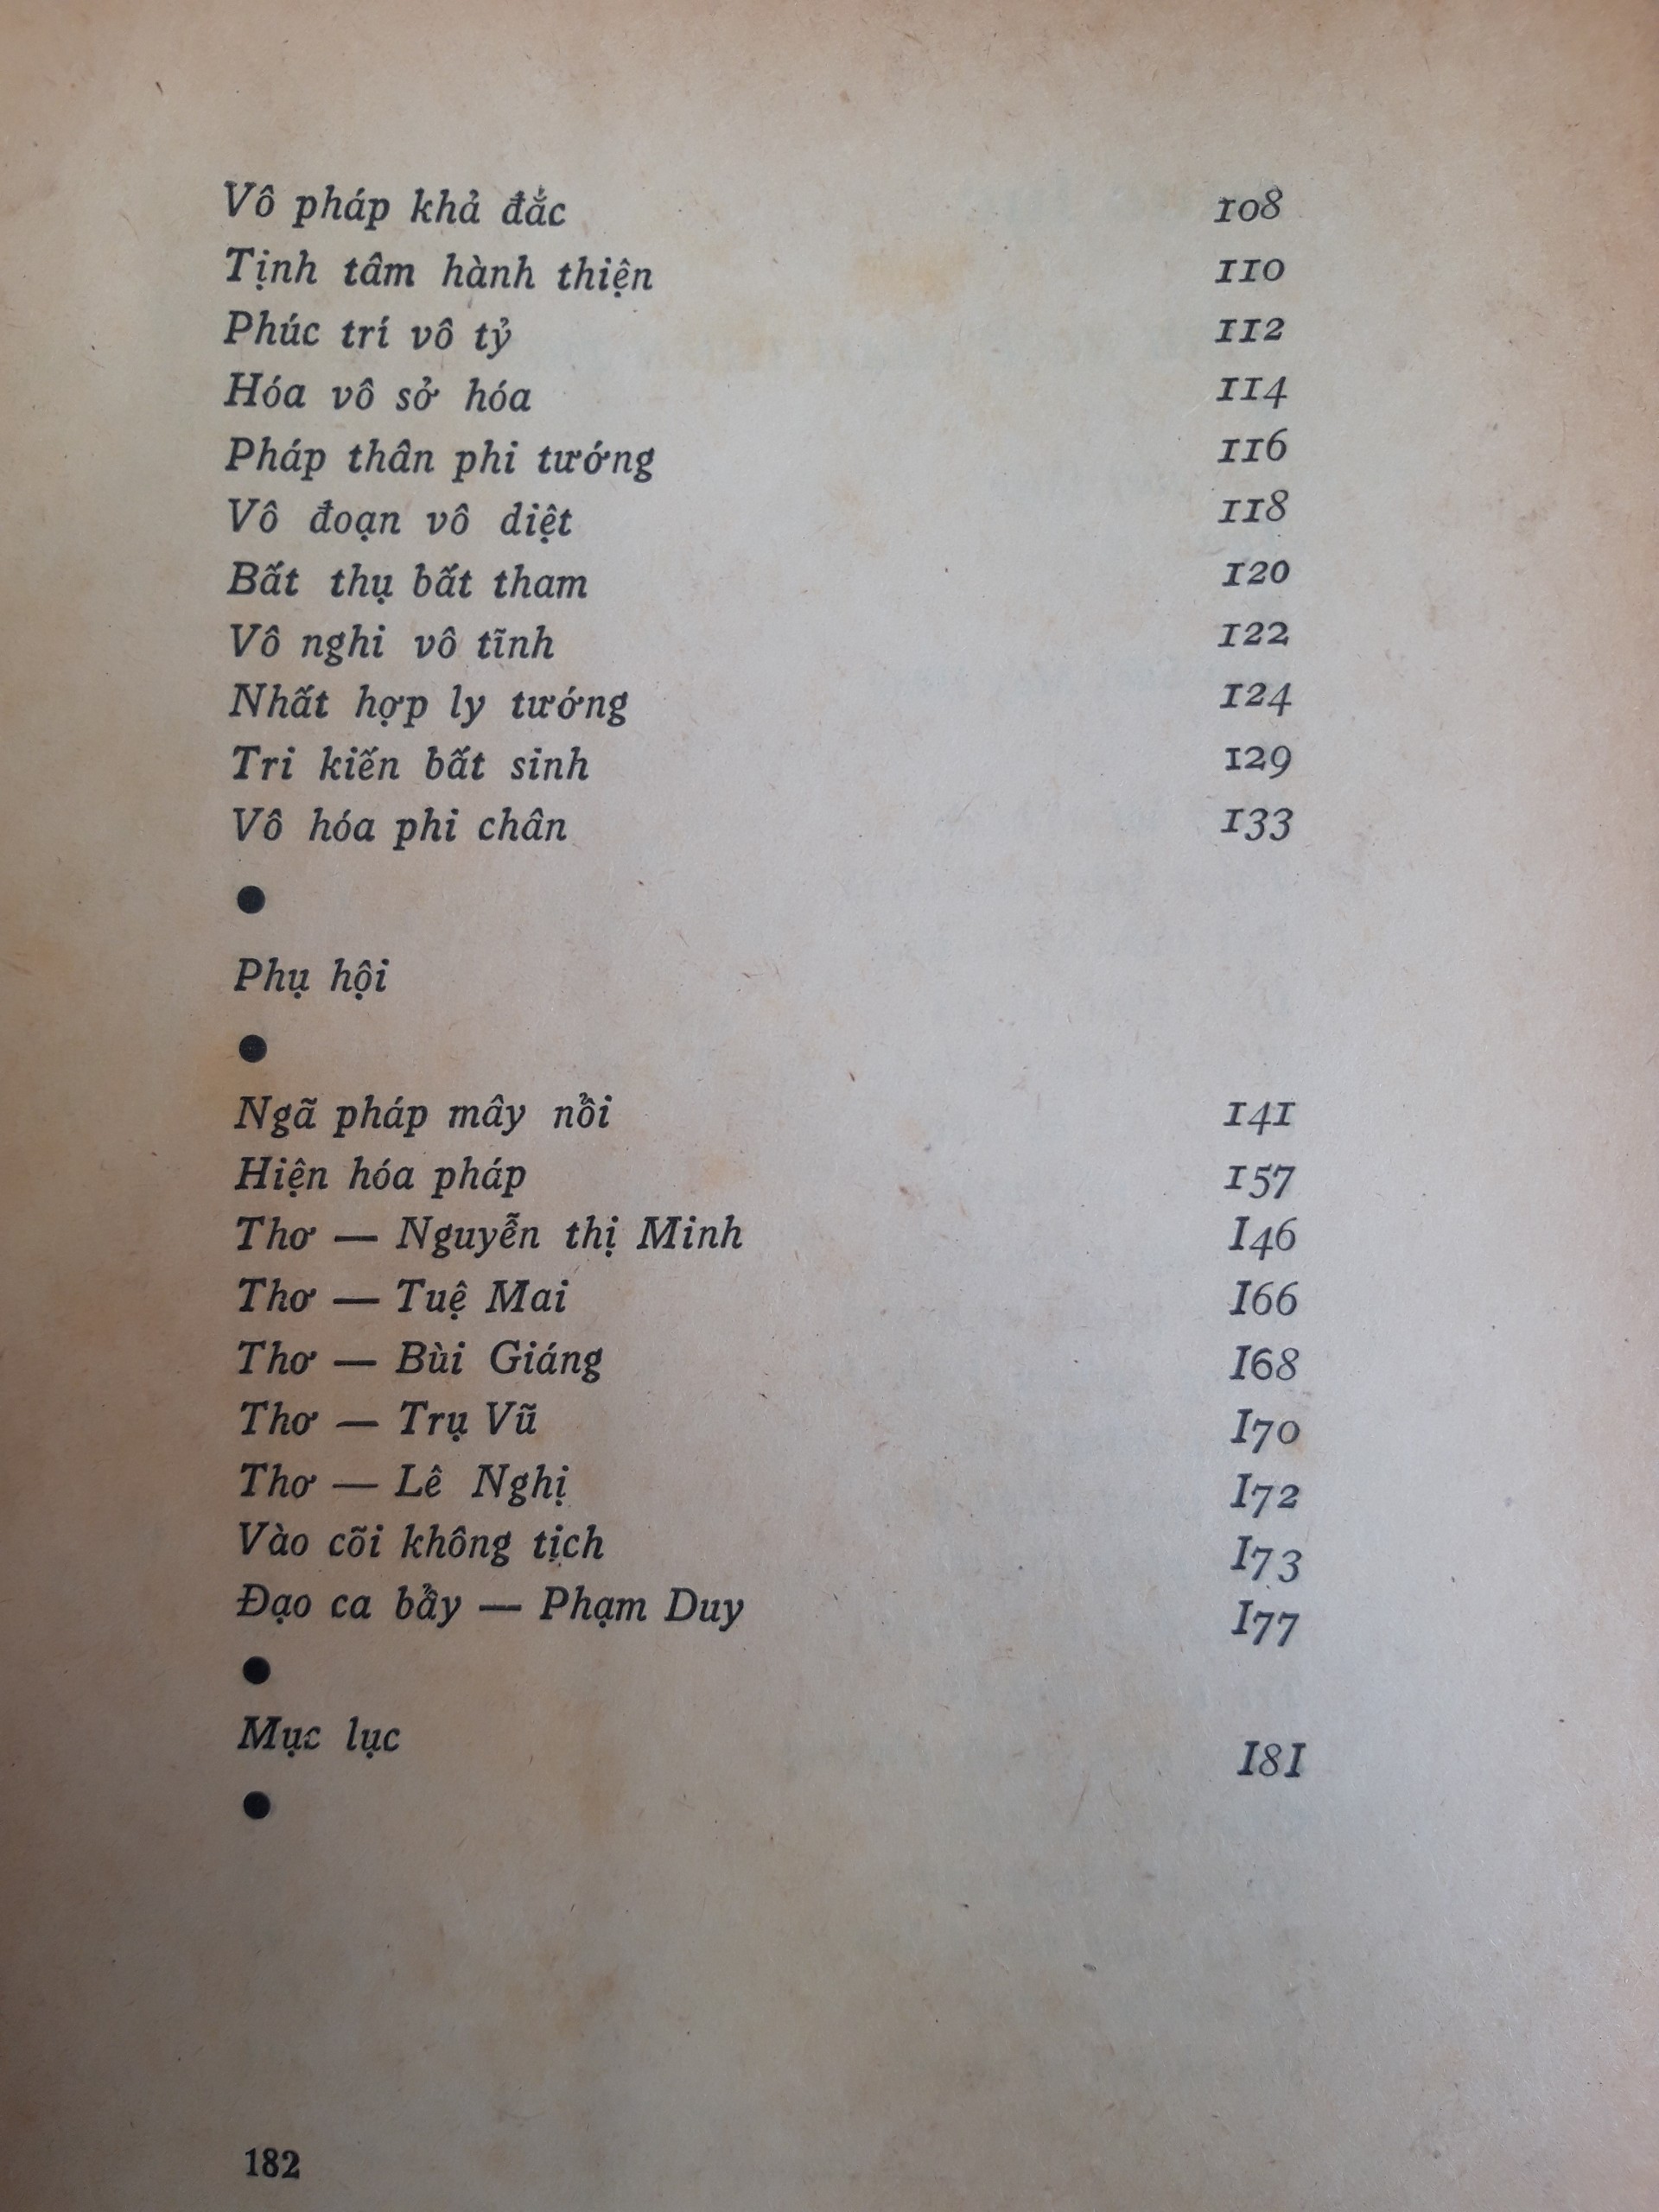 Vô pháp khả đắc 108
Tịnh tâm hành thiện 110
Phúc trí vô tỷ 112
Hóa vô sở hóa 114
Pháp thân phi tướng 116
Vô đoạn vô diệt 118
Bất thụ bất tham 120
Vô nghi vô tĩnh 122
Nhất hợp ly tướng 124
Tri kiến bất sinh 129
Vô hóa phi chân 133
●
Phụ hội
●
Ngã pháp mây nổi 141
Hiện hóa pháp 157
Thơ — Nguyễn thị Minh 146
Thơ — Tuệ Mai 166
Thơ — Bùi Giáng 168
Thơ — Trụ Vũ 170
Thơ — Lê Nghị 172
Vào cõi không tịch 173
Đạo ca bẩy — Phạm Duy 177
●
Mục lục 181
●
182